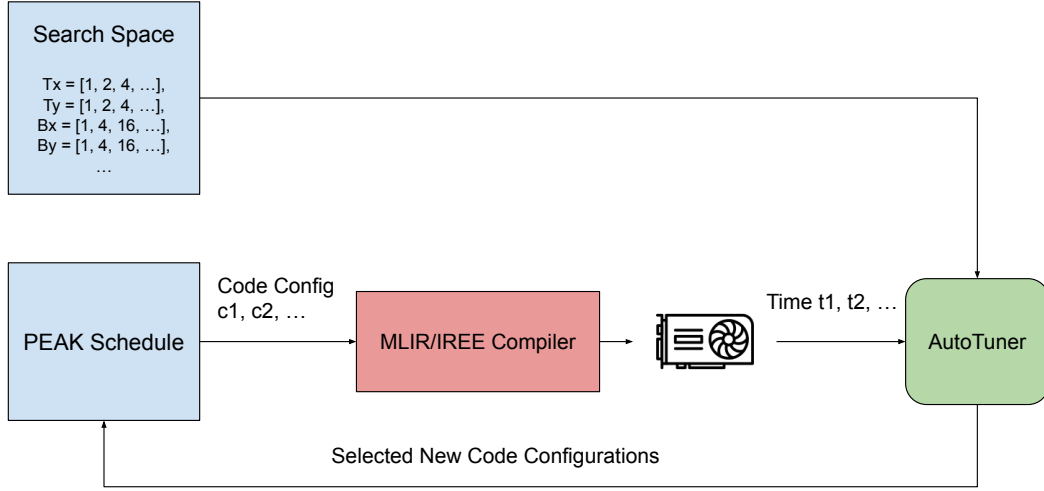 Search Space
Tx = [1, 2, 4, …],
Ty = [1, 2, 4, …],
Bx = [1, 4, 16, …],
By = [1, 4, 16, …],
…
PEAK Schedule
Code Config
c1, c2, …
MLIR/IREE Compiler
Time t1, t2, …
AutoTuner
Selected New Code Configurations